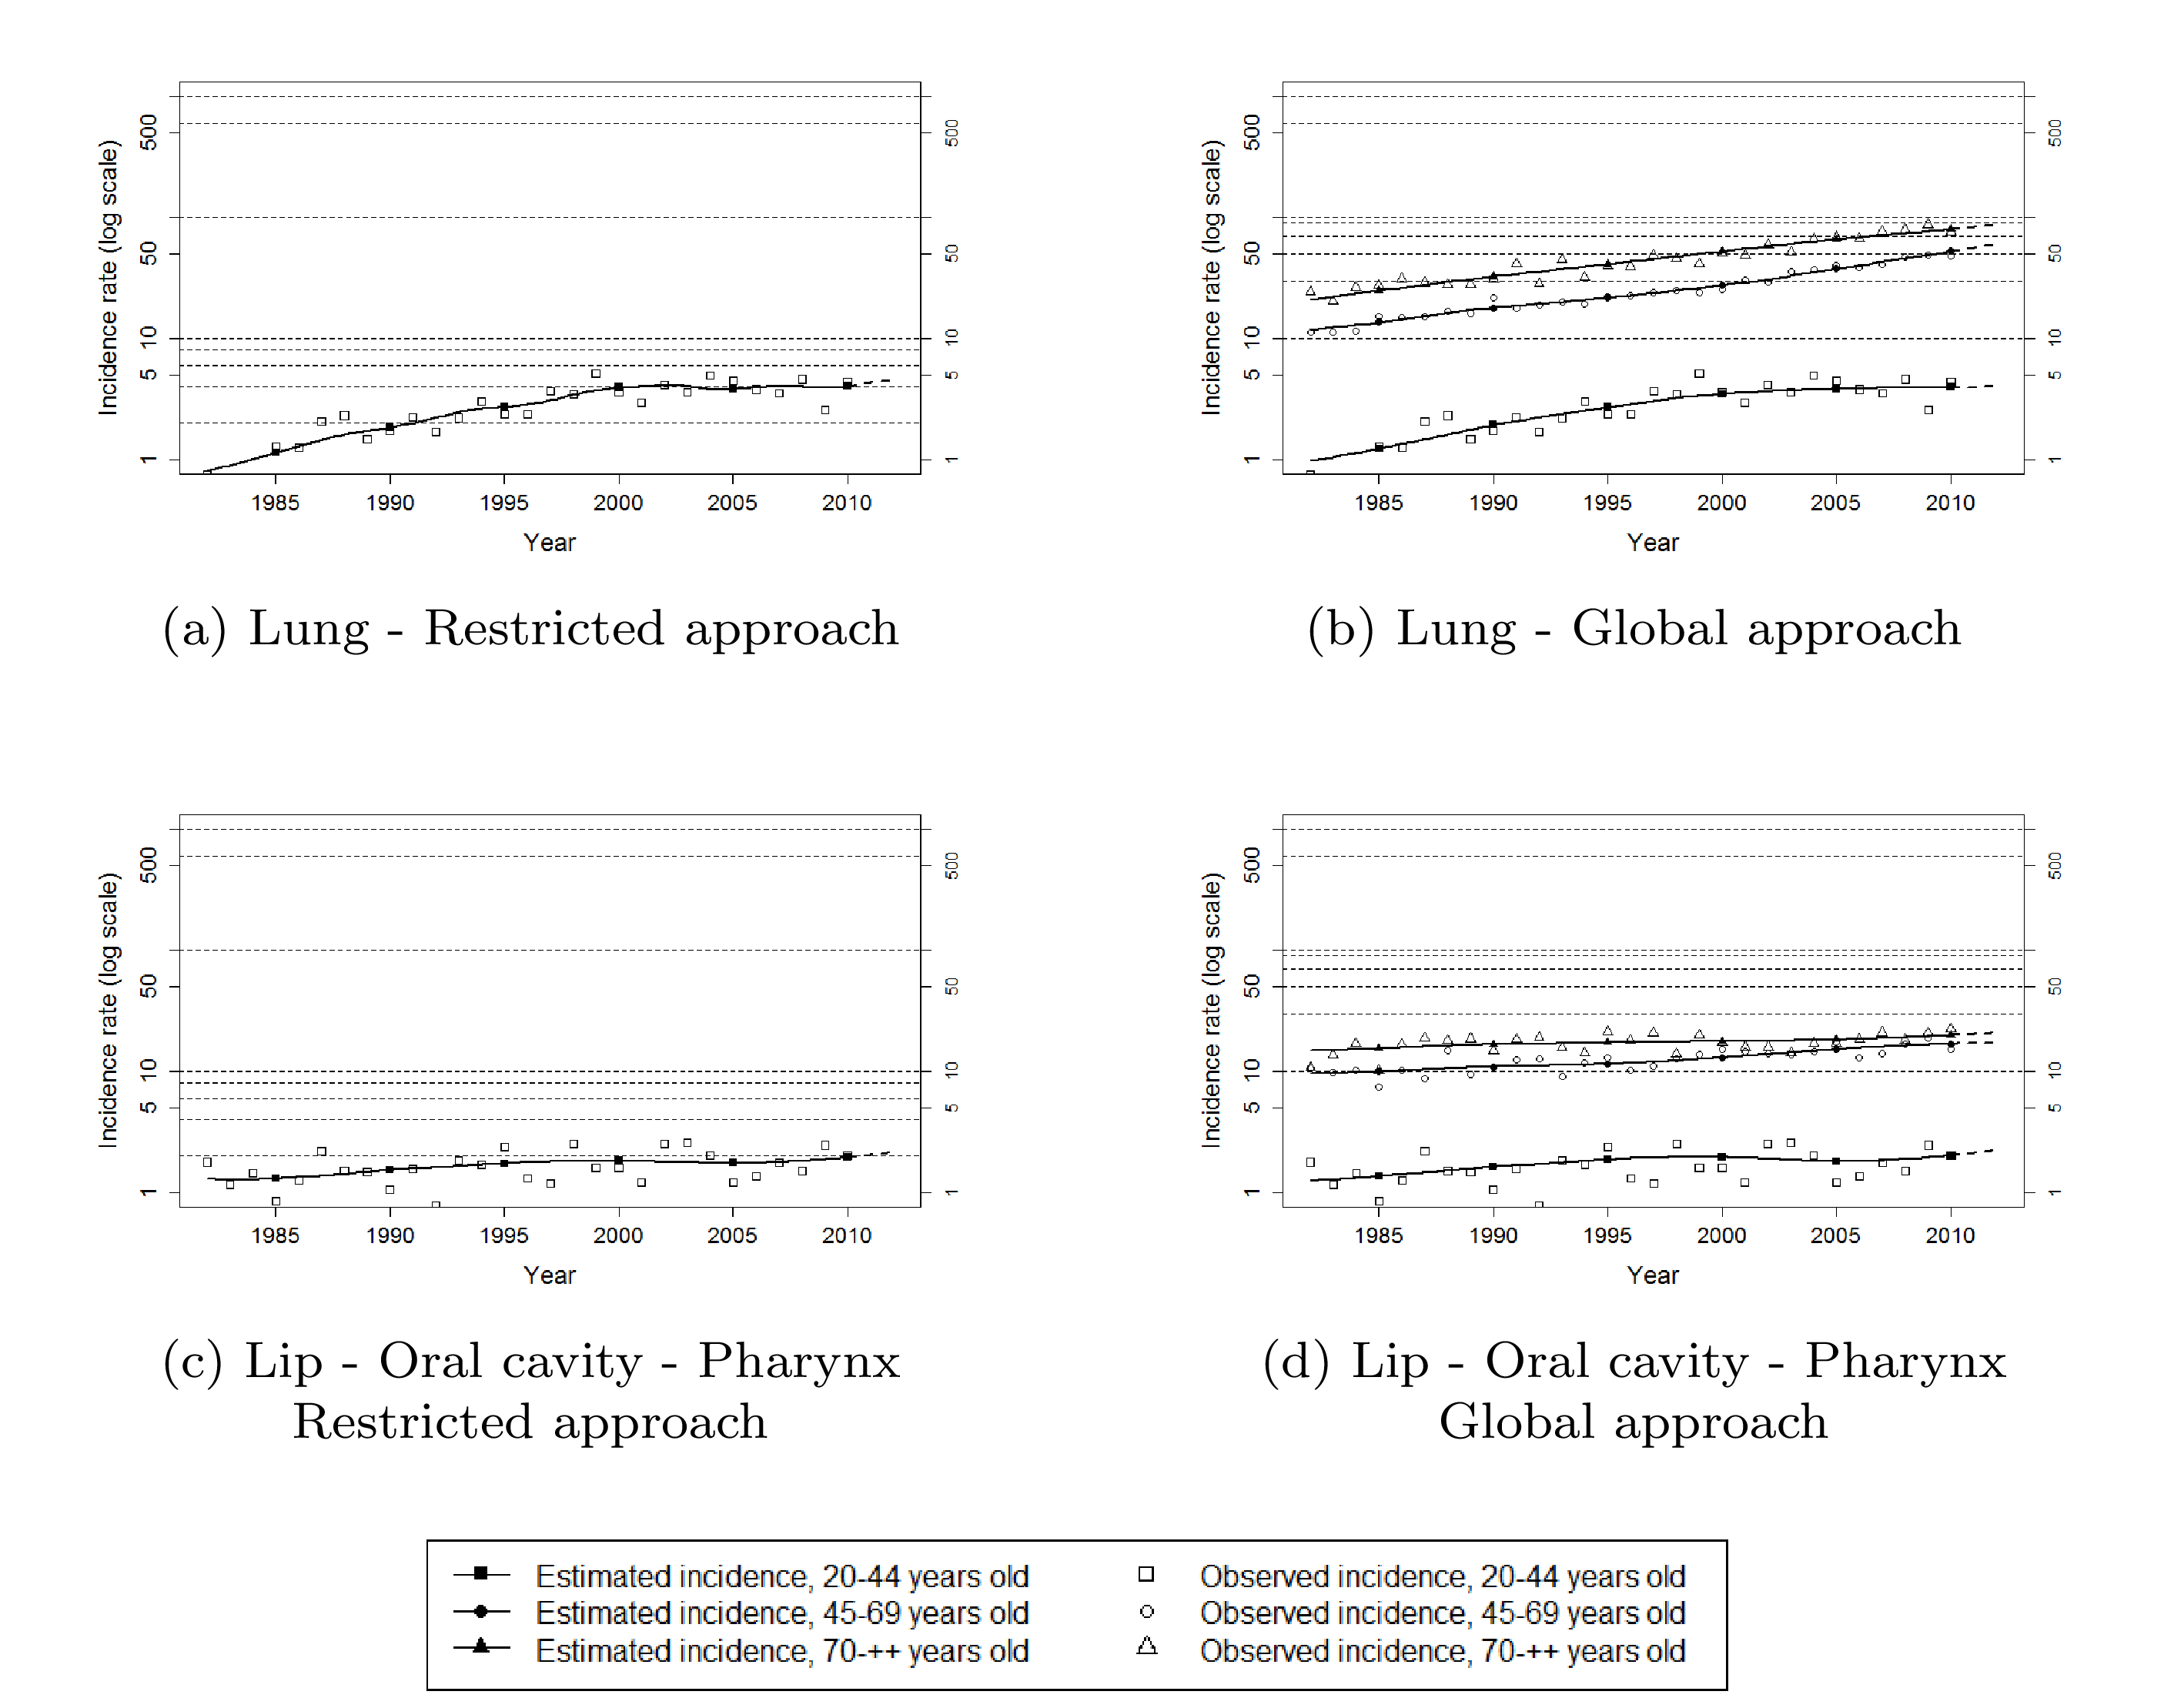 Incidence rate (log scale)
500
50
10
5
1
500
50
10
5
1
1985 1990 1995 2000 2005 2010
Year
(a) Lung - Restricted approach
Incidence rate (log scale)
500
50
10
5
1
500
50
10
5
1
1985 1990 1995 2000 2005 2010
Year
(b) Lung - Global approach
Incidence rate (log scale)
500
50
10
5
1
500
50
10
5
1
1985 1990 1995 2000 2005 2010
Year
(c) Lip - Oral cavity - Pharynx
Restricted approach
Incidence rate (log scale)
500
50
10
5
1
500
50
10
5
1
1985 1990 1995 2000 2005 2010
Year
(d) Lip - Oral cavity - Pharynx
Global approach
Estimated incidence, 20-44 years old
Estimated incidence, 45-69 years old
Estimated incidence, 70-++ years old
Observed incidence, 20-44 years old
Observed incidence, 45-69 years old
Observed incidence, 70-++ years old